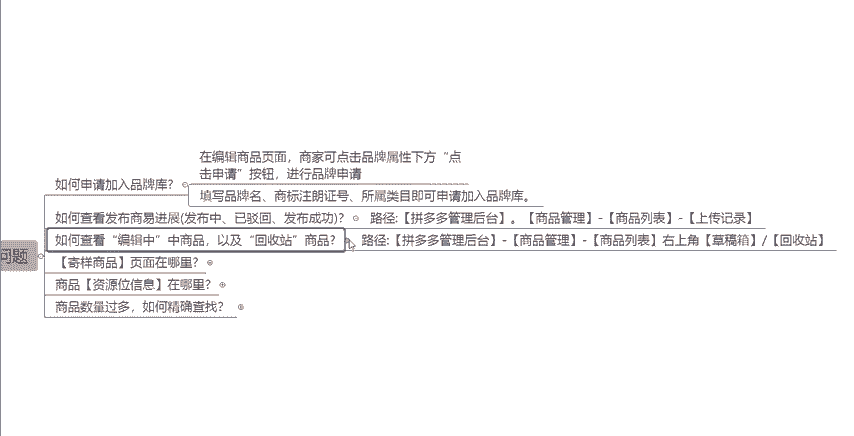 问题
如何申请加入品牌库?
在编辑商品页面，商家可点击品牌属性下方“点
击申请”按钮，进行品牌申请
填写品牌名、商标注朗证号、所属类目即可申请加入品牌库。
如何查看发布商易进展(发布中、已驳回、发布成功)?
路径:【拼多多管理后台】。【商品管理】-【商品列表】-【上传记录】
如何查看“编辑中”中商品，以及“回收站”商品?
路径:【拼多多管理后台】-【商品管理】-【商品列表】右上角【草稿箱】/【回收站】
【寄样商品】页面在哪里?
商品【资源位信息】在哪里?
商品数量过多，如何精确查找?